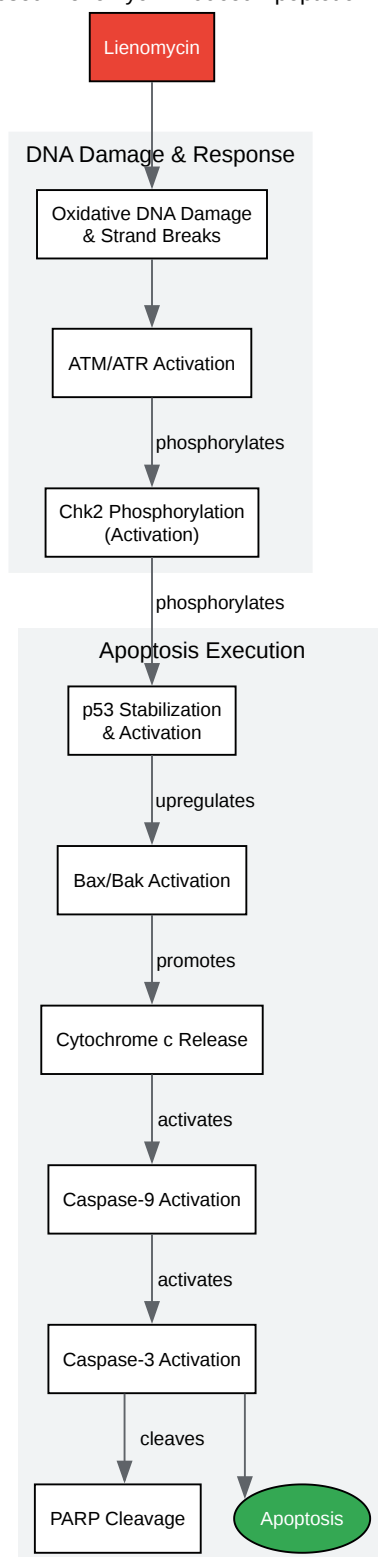 Lienomycin
DNA Damage & Response
Oxidative DNA Damage
& Strand Breaks
ATM/ATR Activation
phosphorylates
Chk2 Phosphorylation
(Activation)
phosphorylates
Apoptosis Execution
p53 Stabilization
& Activation
upregulates
Bax/Bak Activation
promotes
Cytochrome c Release
activates
Caspase-9 Activation
activates
Caspase-3 Activation
cleaves
PARP Cleavage
Apoptosis